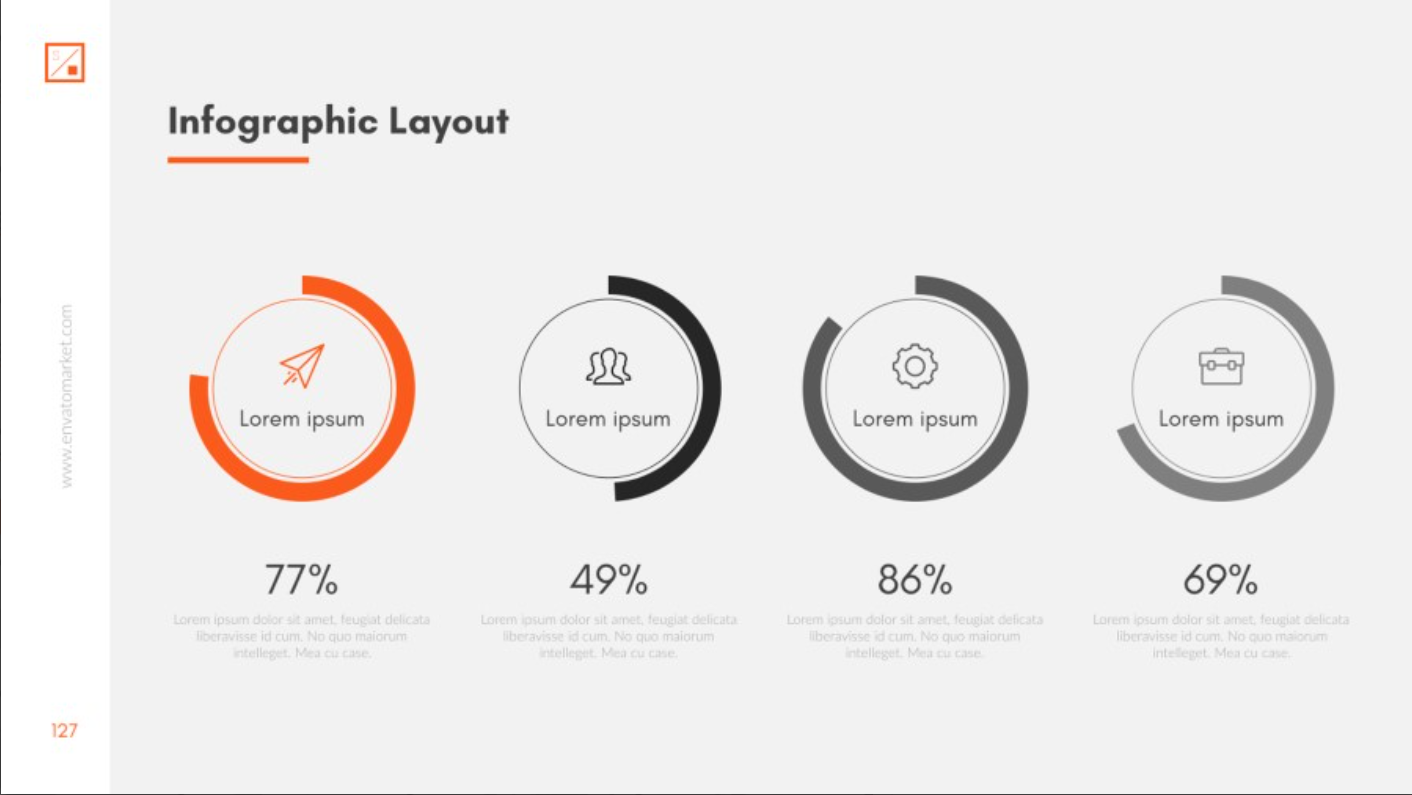 Infographic Layout
www.envatomarket.com
Lorem ipsum
Lorem ipsum
Lorem ipsum
Lorem ipsum
77%
49%
86%
69%
Lorem ipsum dolor sit amet, feugiat delicata
liberavisse id cum. No quo maiorum
intelleget. Mea cu case.
Lorem ipsum dolor sit amet, feugiat delicata
liberavisse id cum. No quo maiorum
intelleget. Mea cu case.
Lorem ipsum dolor sit amet, feugiat delicata
liberavisse id cum. No quo maiorum
intelleget. Mea cu case.
Lorem ipsum dolor sit amet, feugiat delicata
liberavisse id cum. No quo maiorum
intelleget. Mea cu case.
127